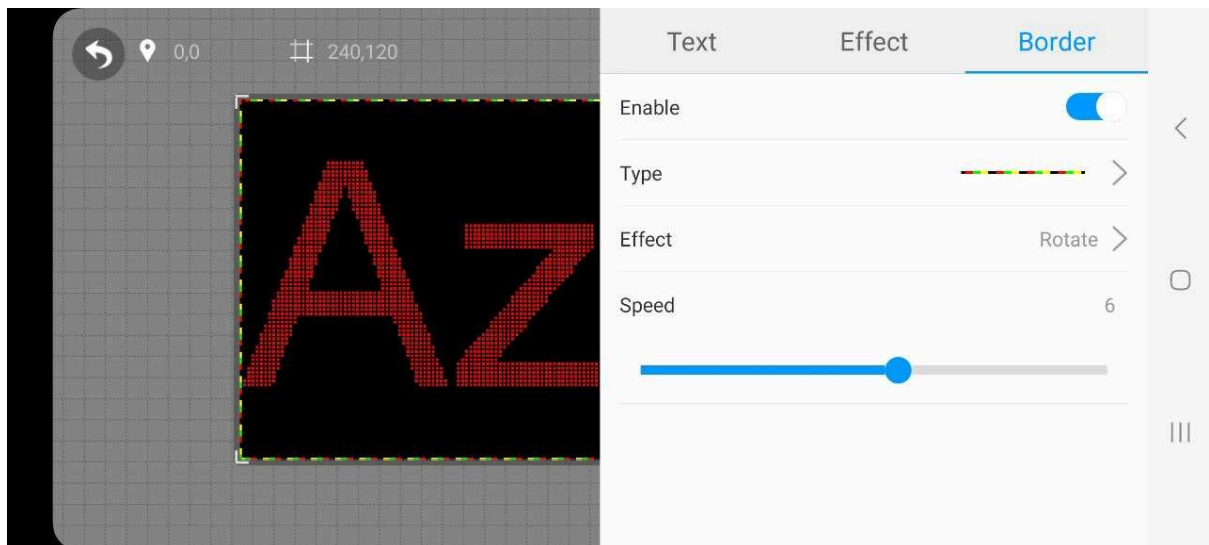 0,0 240,120
Text Effect Border
Enable
Type
Effect Rotate
Speed 6
Az